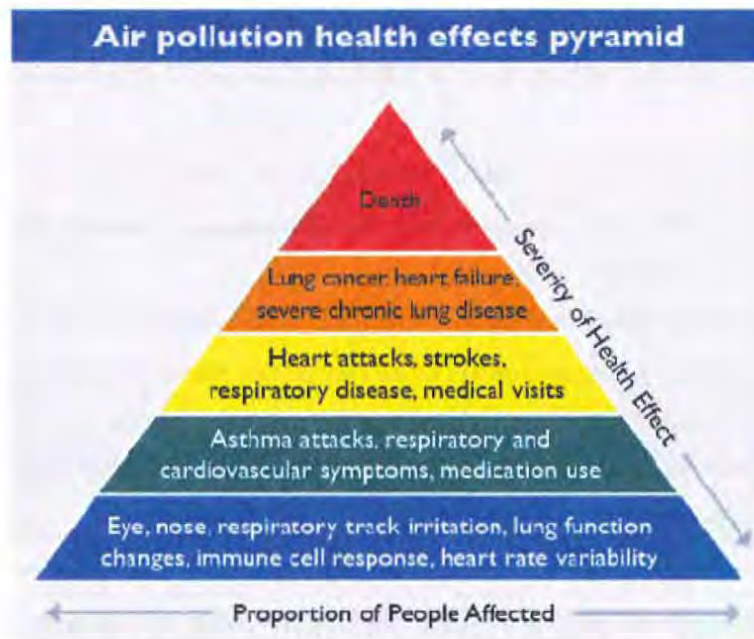 Air pollution health effects pyramid
Death
Lung cancer, heart failure,
severe chronic lung disease
Heart attacks, strokes,
respiratory disease, medical visits
Asthma attacks, respiratory and
cardiovascular symptoms, medication use
Eye, nose, respiratory track irritation, lung function
changes, immune cell response, heart rate variability
Severity of Health Effect
Proportion of People Affected